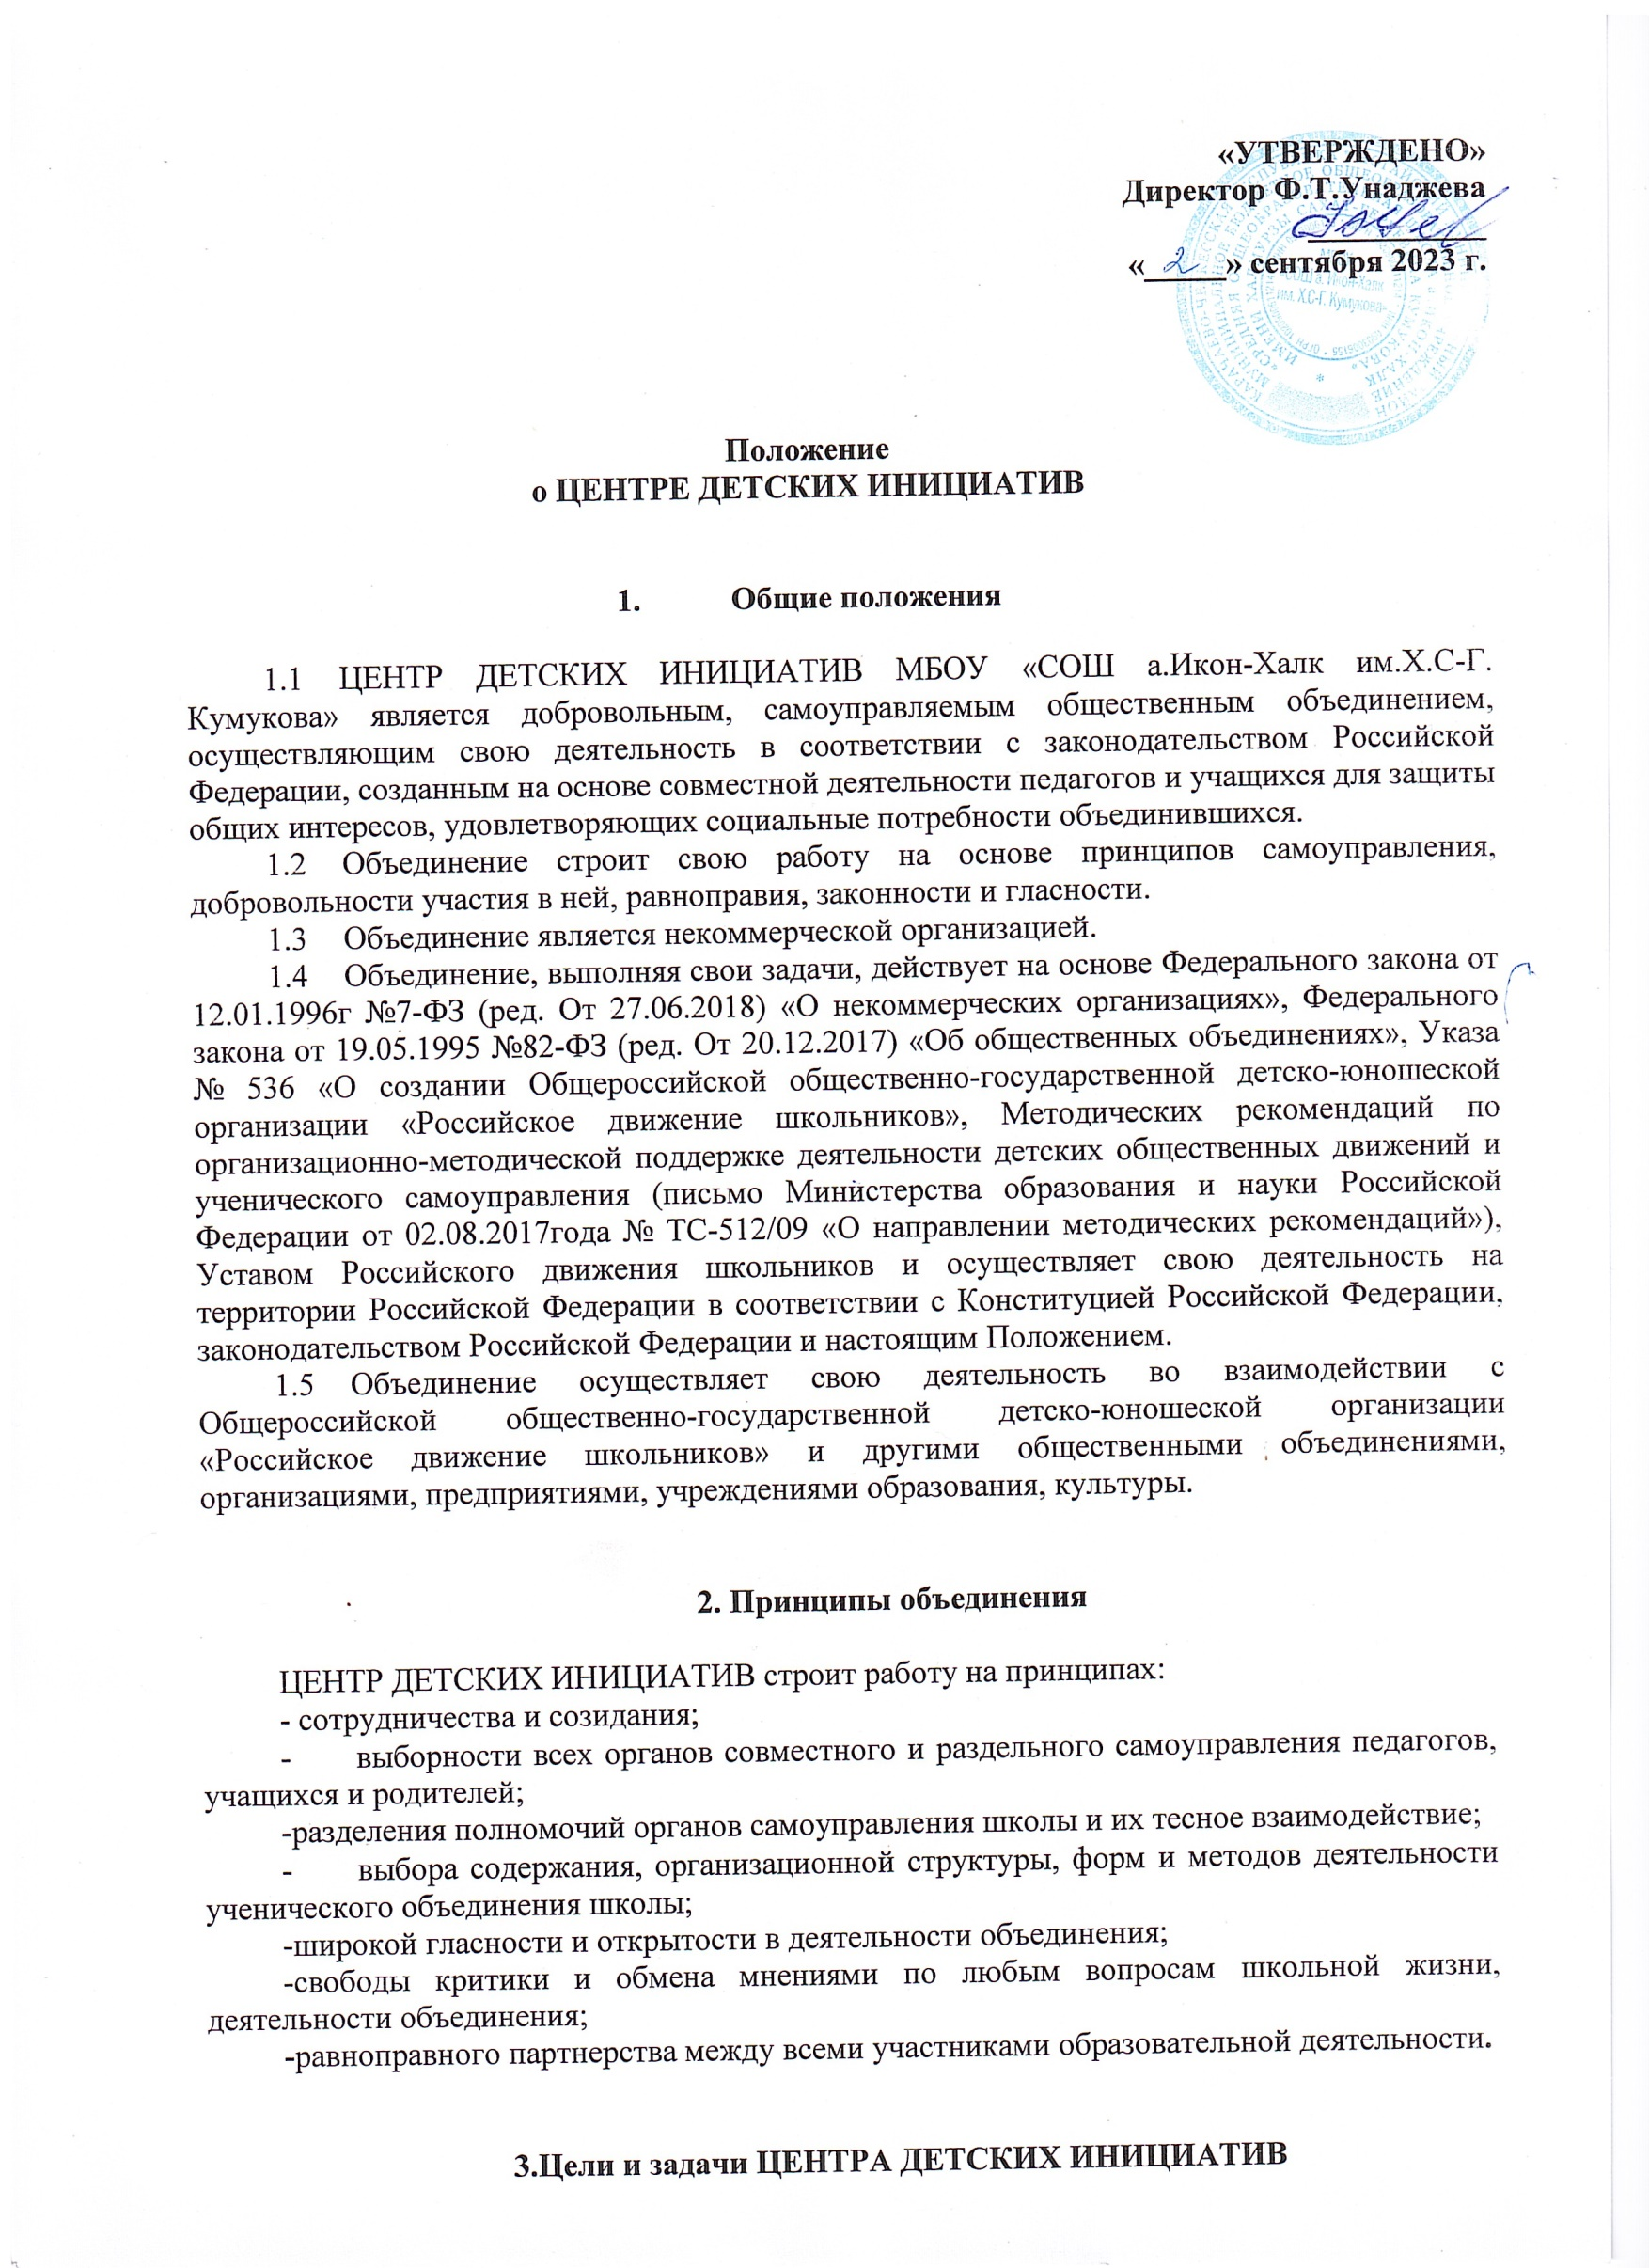 «УТВЕРЖДЕНО»
Директор Ф.Т.Унаджева
« 2 » сентября 2023 г.
СОШ а. Икон-Халк
им. Х.С-Г. Кумукова»
Положение
о ЦЕНТРЕ ДЕТСКИХ ИНИЦИАТИВ
1. Общие положения
1.1 ЦЕНТР ДЕТСКИХ ИНИЦИАТИВ МБОУ «СОШ а.Икон-Халк им.Х.С-Г.
Кумукова» является добровольным, самоуправляемым общественным объединением,
осуществляющим свою деятельность в соответствии с законодательством Российской
Федерации, созданным на основе совместной деятельности педагогов и учащихся для защиты
общих интересов, удовлетворяющих социальные потребности объединившихся.
1.2 Объединение строит свою работу на основе принципов самоуправления,
добровольности участия в ней, равноправия, законности и гласности.
1.3 Объединение является некоммерческой организацией.
1.4 Объединение, выполняя свои задачи, действует на основе Федерального закона от
12.01.1996г №7-ФЗ (ред. От 27.06.2018) «О некоммерческих организациях», Федерального
закона от 19.05.1995 №82-ФЗ (ред. От 20.12.2017) «Об общественных объединениях», Указа
№ 536 «О создании Общероссийской общественно-государственной детско-юношеской
организации «Российское движение школьников», Методических рекомендаций по
организационно-методической поддержке деятельности детских общественных движений и
ученического самоуправления (письмо Министерства образования и науки Российской
Федерации от 02.08.2017года № ТС-512/09 «О направлении методических рекомендаций»),
Уставом Российского движения школьников и осуществляет свою деятельность на
территории Российской Федерации в соответствии с Конституцией Российской Федерации,
законодательством Российской Федерации и настоящим Положением.
1.5 Объединение осуществляет свою деятельность во взаимодействии с
Общероссийской общественно-государственной детско-юношеской организации
«Российское движение школьников» и другими общественными объединениями,
организациями, предприятиями, учреждениями образования, культуры.
2. Принципы объединения
ЦЕНТР ДЕТСКИХ ИНИЦИАТИВ строит работу на принципах:
- сотрудничества и созидания;
- выборности всех органов совместного и раздельного самоуправления педагогов,
учащихся и родителей;
-разделения полномочий органов самоуправления школы и их тесное взаимодействие;
- выбора содержания, организационной структуры, форм и методов деятельности
ученического объединения школы;
-широкой гласности и открытости в деятельности объединения;
-свободы критики и обмена мнениями по любым вопросам школьной жизни,
деятельности объединения;
-равноправного партнерства между всеми участниками образовательной деятельности.
3.Цели и задачи ЦЕНТРА ДЕТСКИХ ИНИЦИАТИВ